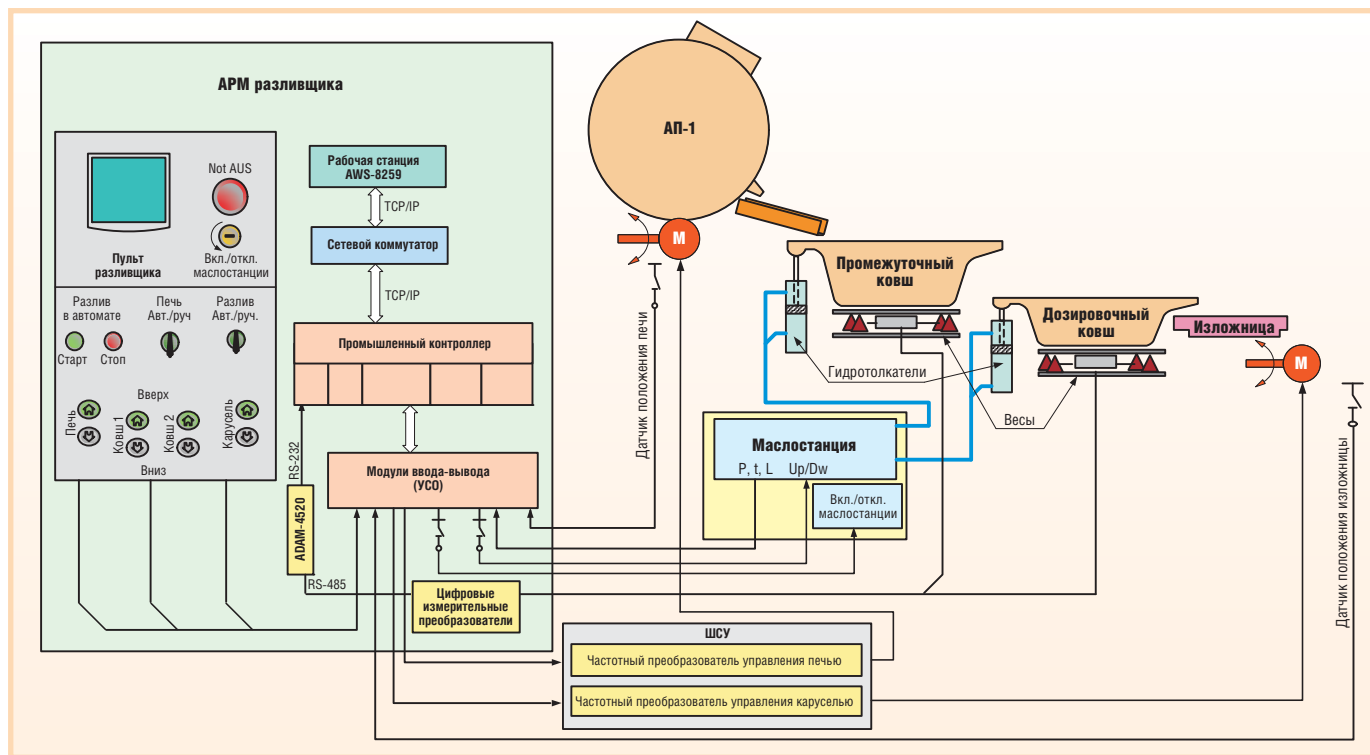 АРМ разливщика
Not AUS
Вкл./откл.
маслостанции
Пульт
разливщика
Разлив
в автомате
Старт
Стоп
Печь
Авт./руч
Разлив
Авт./руч.
Вверх
Печь
Ковш 1
Ковш 2
Карусель
Вниз
Рабочая станция
AWS-8259
TCP/IP
Сетевой коммутатор
TCP/IP
Промышленный контроллер
RS-232
ADAM-4520
RS-485
Модули ввода-вывода
(УСО)
Цифровые
измерительные
преобразователи
АП-1
М
Датчик положения печи
Промежуточный
ковш
Дозировочный
ковш
Изложница
М
Гидротолкатели
Весы
Маслостанция
P, t, L
Up/Dw
Вкл./откл.
маслостанции
Датчик положения изложницы
ШСУ
Частотный преобразователь управления печью
Частотный преобразователь управления каруселью